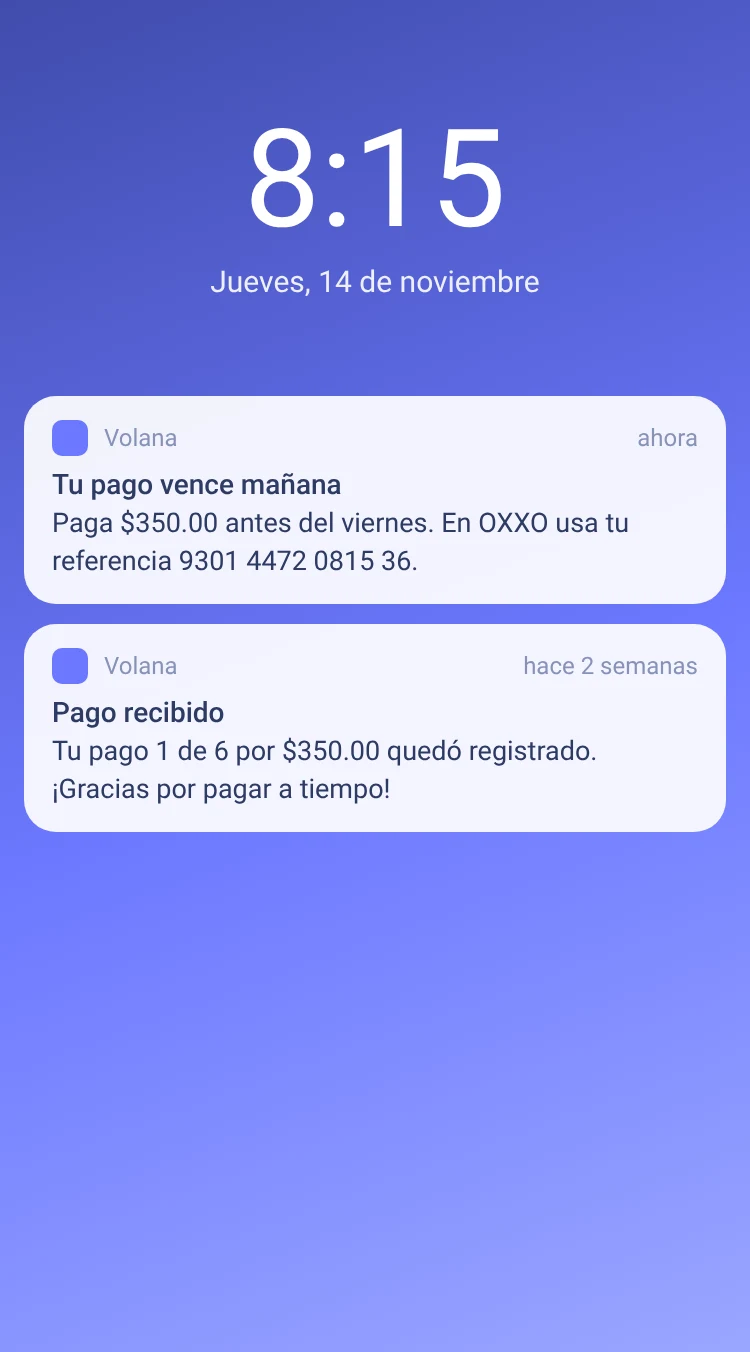 8:15
Jueves, 14 de noviembre
Volana
ahora
Tu pago vence mañana
Paga $350.00 antes del viernes. En OXXO usa tu
referencia 9301 4472 0815 36.
Volana
hace 2 semanas
Pago recibido
Tu pago 1 de 6 por $350.00 quedó registrado.
¡Gracias por pagar a tiempo!